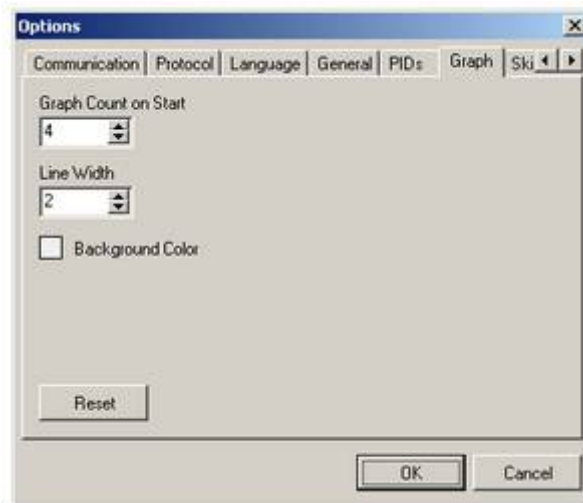 Options
Communication Protocol Language General PIDs Graph Ski
Graph Count on Start
4
Line Width
2
Background Color
Reset
OK Cancel